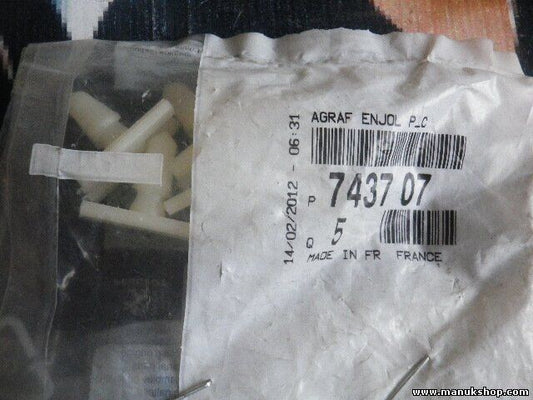 AGRAF ENJOL P_C
P 7437 07
Q 5
MADE IN FR FRANCE
14/02/2012 - 06:31
www.manukshop.com